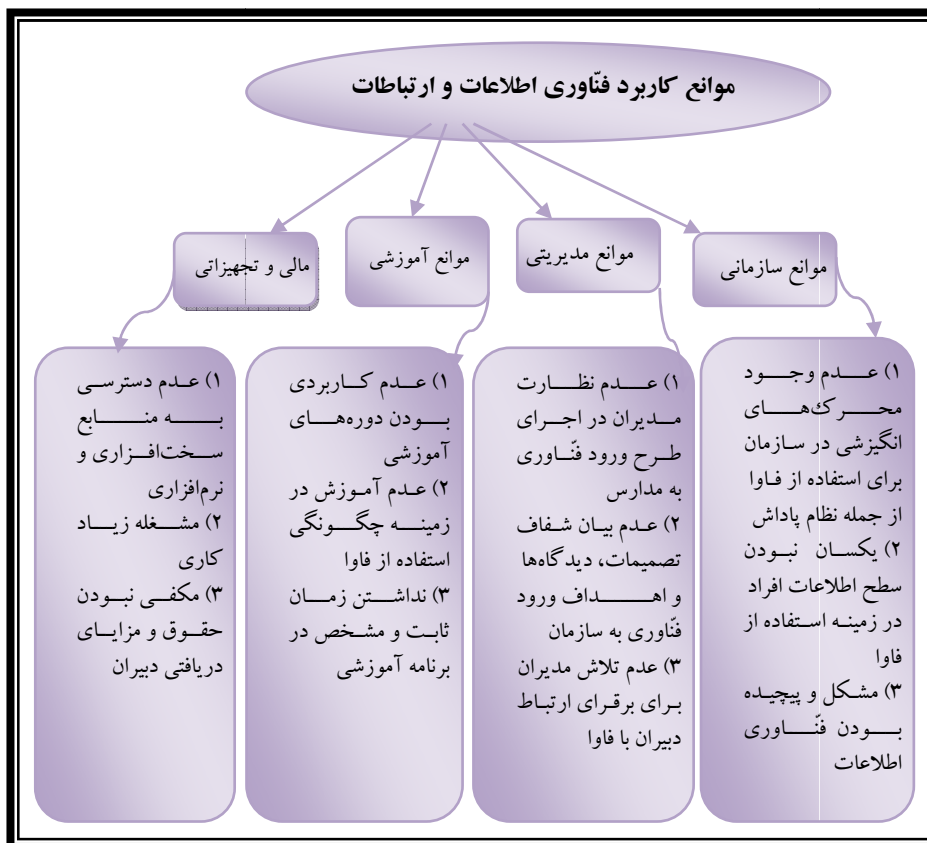 موانع کاربرد فنّاوری اطلاعات و ارتباطات
موانع سازمانی
موانع مدیریتی
موانع آموزشی
مالی و تجهیزاتی
۱) عدم وجود
محرک‌های
انگیزشی در سازمان
برای استفاده از فاوا
از جمله نظام پاداش
۲) یکسان نبودن
سطح اطلاعات افراد
در زمینه استفاده از
فاوا
۳) مشکل و پیچیده
بودن فنّاوری
اطلاعات
۱) عدم نظارت
مدیران در اجرای
طرح ورود فنّاوری
به مدارس
۲) عدم بیان شفاف
تصمیمات، دیدگاه‌ها
و اهداف ورود
فنّاوری به سازمان
۳) عدم تلاش مدیران
برای برقرای ارتباط
دبیران با فاوا
۱) عدم کاربردی
بودن دوره‌های
آموزشی
۲) عدم آموزش در
زمینه چگونگی
استفاده از فاوا
۳) نداشتن زمان
ثابت و مشخص در
برنامه آموزشی
۱) عدم دسترسی
به منابع
سخت‌افزاری و
نرم‌افزاری
۲) مشغله زیاد
کاری
۳) مکفی نبودن
حقوق و مزایای
دریافتی دبیران